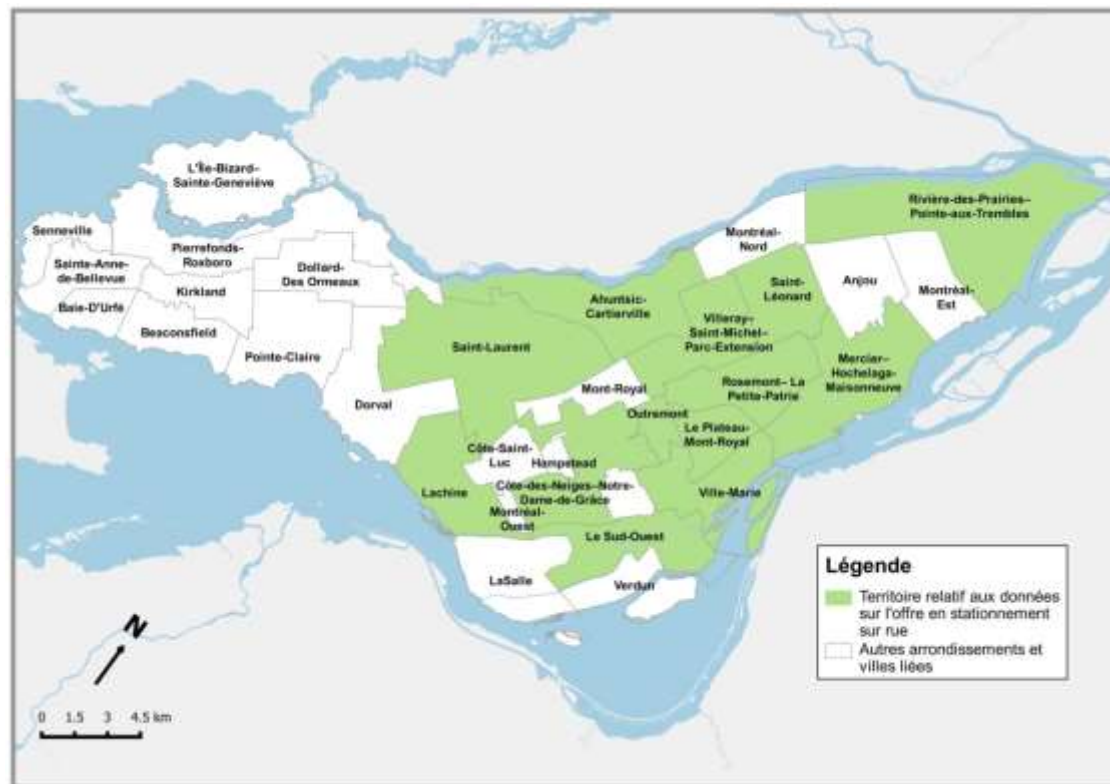 L'Île-Bizard–
Sainte-Geneviève
Senneville
Pierrefonds-
Roxboro
Sainte-Anne-
de-Bellevue
Dollard-
Des Ormeaux
Kirkland
Baie-D'Urfé
Beaconsfield
Pointe-Claire
Dorval
Saint-Laurent
Ahuntsic-
Cartierville
Montréal-
Nord
Rivière-des-Prairies–
Pointe-aux-Trembles
Saint-
Léonard
Anjou
Montréal-
Est
Villeray–
Saint-Michel–
Parc-Extension
Mercier–
Hochelaga-
Maisonneuve
Mont-Royal
Rosemont– La
Petite-Patrie
Outremont
Le Plateau-
Mont-Royal
Côte-Saint-
Luc
Hampstead
Lachine
Côte-des-Neiges–Notre-
Dame-de-Grâce
Ville-Marie
Montréal-
Ouest
Le Sud-Ouest
LaSalle
Verdun
Légende
Territoire relatif aux données
sur l'offre en stationnement
sur rue
Autres arrondissements et
villes liées
N
0 1.5 3 4.5 km